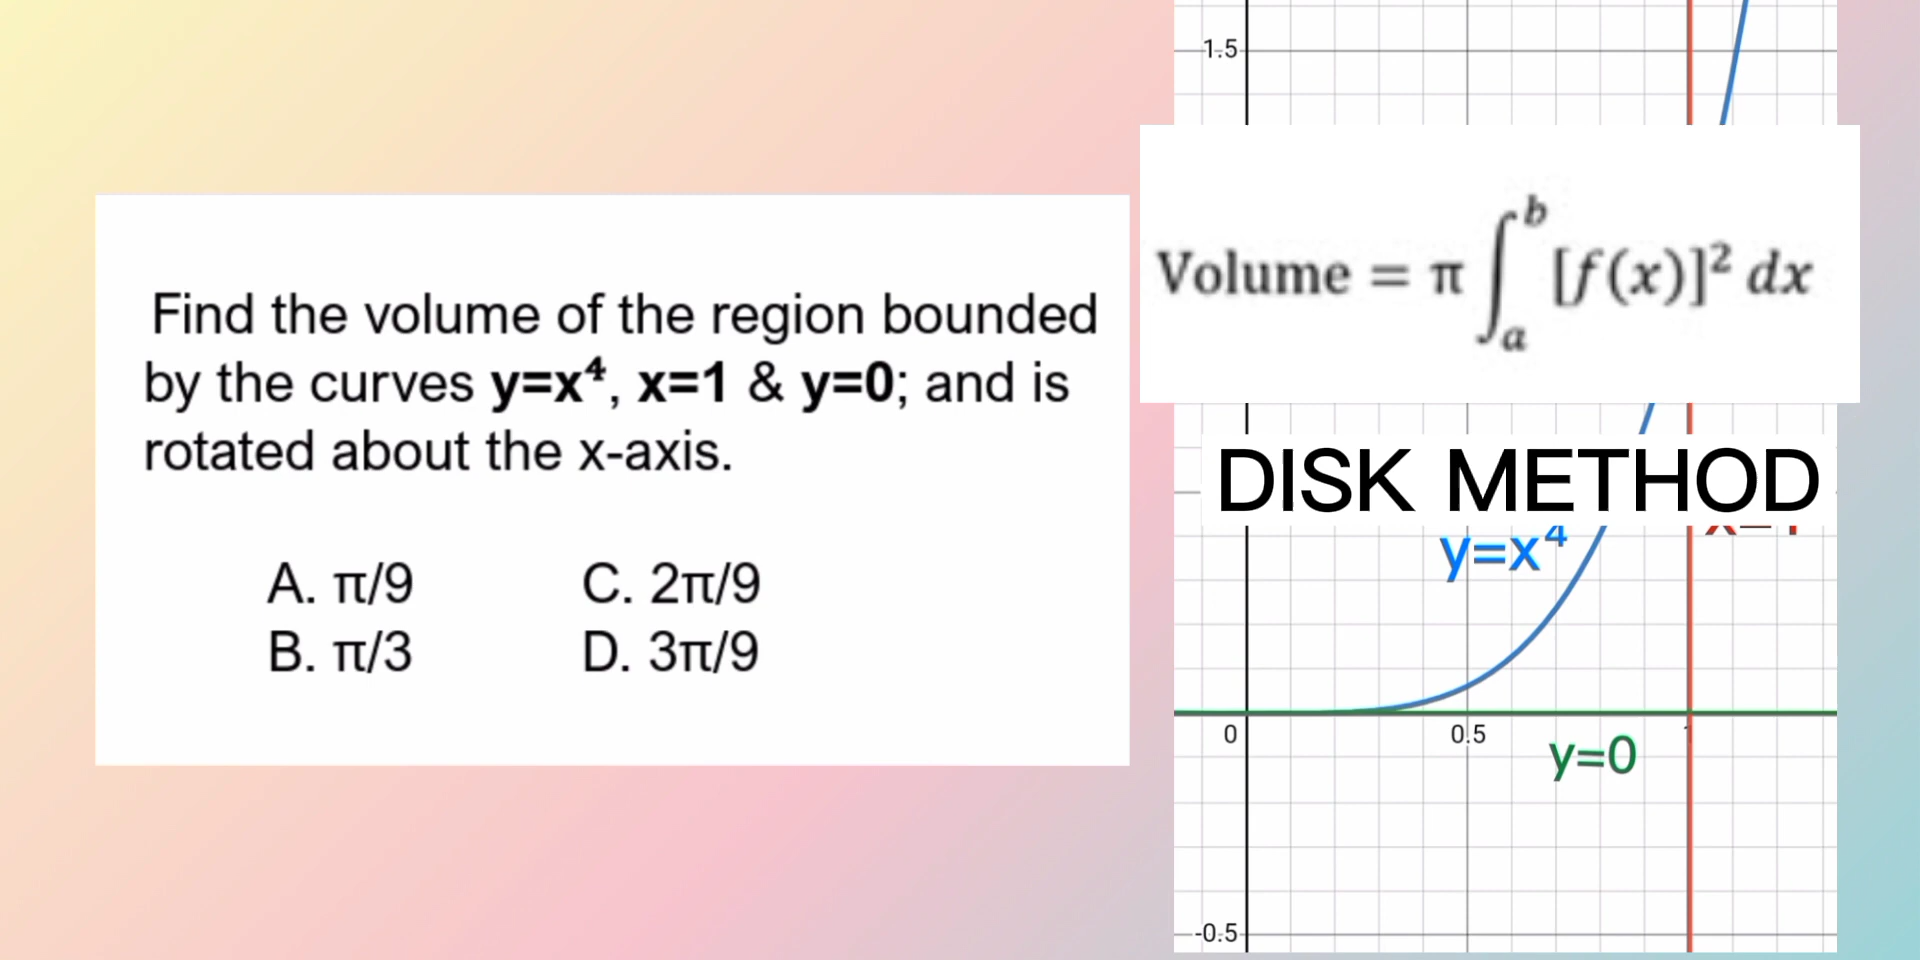 Find the volume of the region bounded
by the curves y=x⁴, x=1 & y=0; and is
rotated about the x-axis.
A. π/9 C. 2π/9
B. π/3 D. 3π/9
1.5
Volume = π ∫ₐᵇ [f(x)]² dx
DISK METHOD
y=x⁴
0 0.5
y=0
-0.5